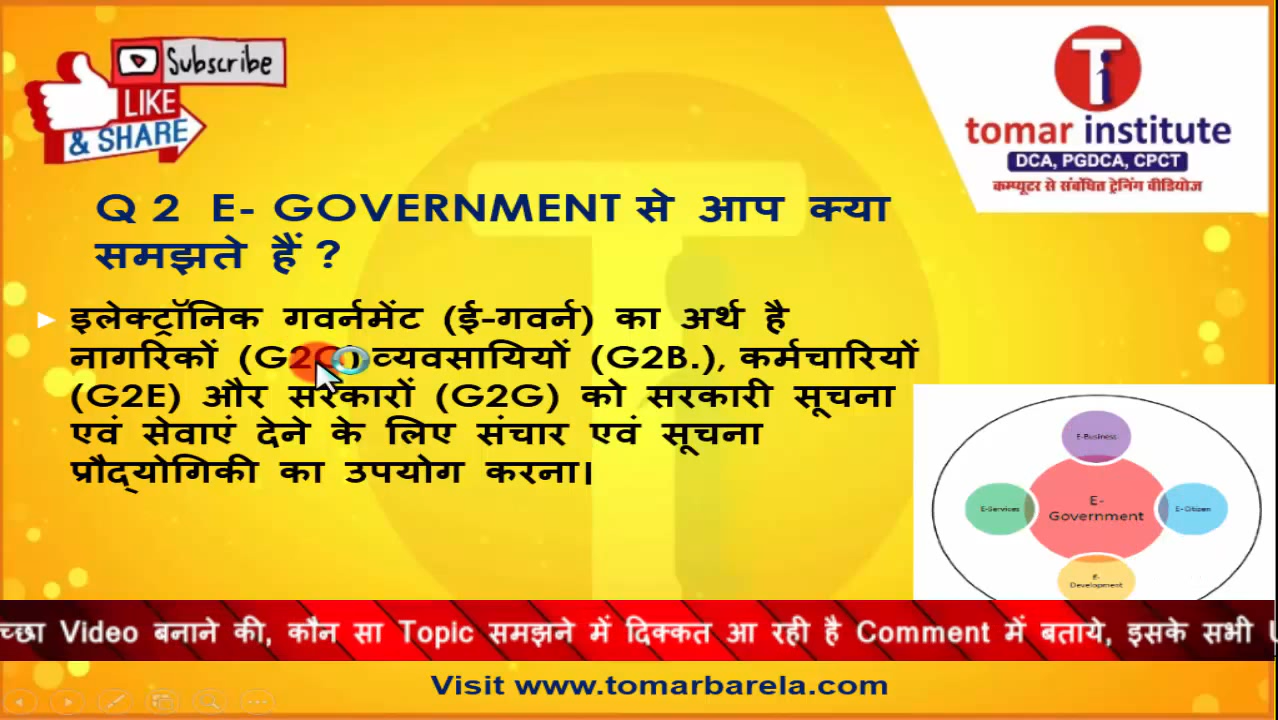 Subscribe
LIKE
& SHARE
Ti
tomar institute
DCA, PGDCA, CPCT
कम्प्यूटर से संबंधित ट्रेनिंग वीडियोज
Q 2 E- GOVERNMENT से आप क्या
समझते हैं ?
इलेक्ट्रॉनिक गवर्नमेंट (ई-गवर्न) का अर्थ है
नागरिकों (G2C) व्यवसायियों (G2B.), कर्मचारियों
(G2E) और सरकारों (G2G) को सरकारी सूचना
एवं सेवाएं देने के लिए संचार एवं सूचना
प्रौद्योगिकी का उपयोग करना।
E-Business
E-Services
E-
Government
E-Citizen
E-
Development
च्छा Video बनाने की, कौन सा Topic समझने में दिक्कत आ रही है Comment में बताये, इसके सभी
Visit www.tomarbarela.com